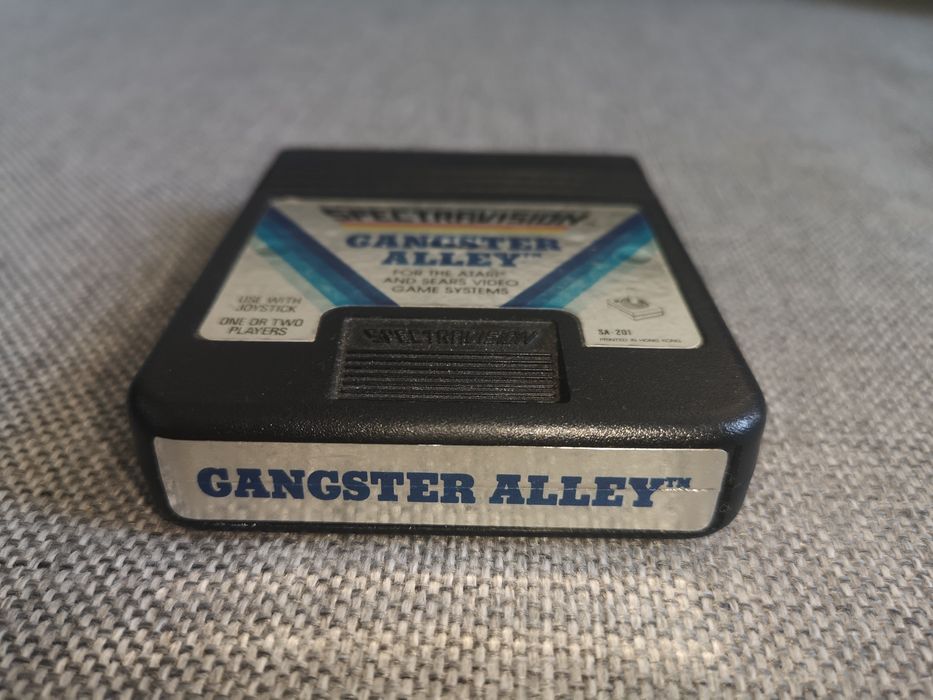 SPECTRAVISION
GANGSTER
ALLEY™
FOR THE ATARI®
AND SEARS VIDEO
GAME SYSTEMS
USE WITH
JOYSTICK
ONE OR TWO
PLAYERS
SA-201
PRINTED IN HONG KONG
SPECTRAVISION
GANGSTER ALLEY™